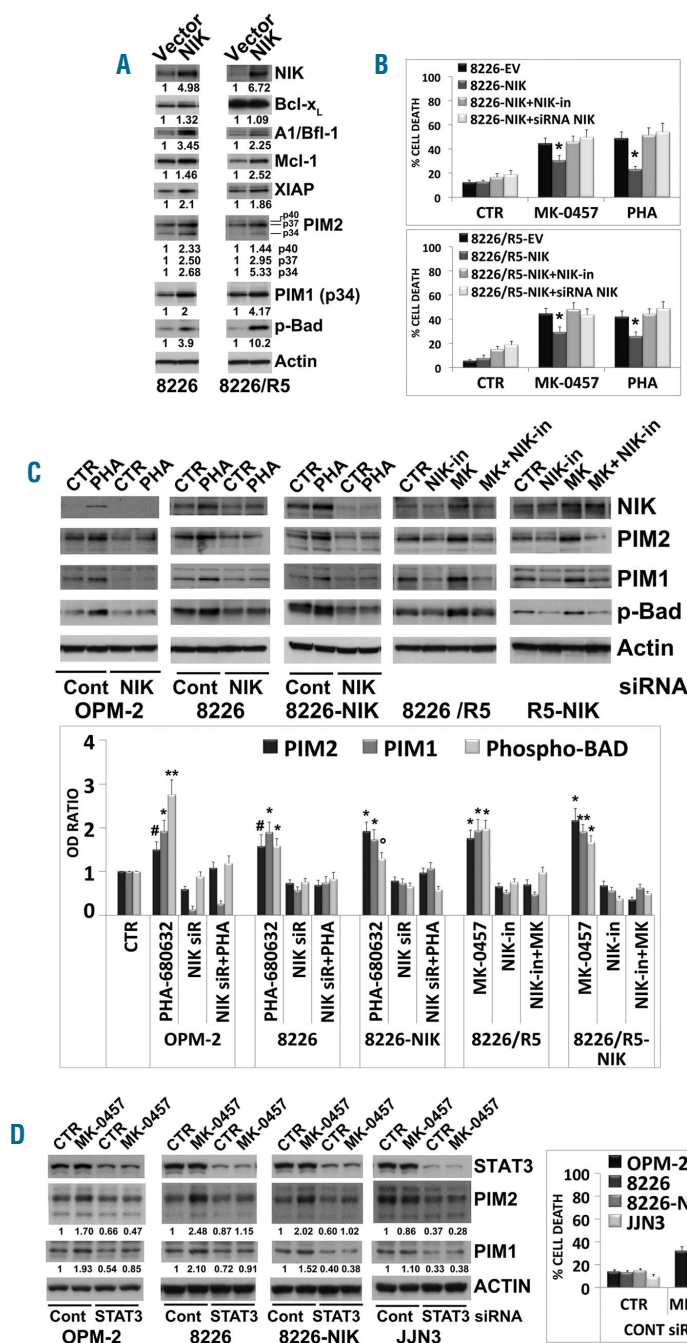 A
Vector NIK Vector NIK
NIK
1 4.98 1 6.72
Bcl-xL
1 1.32 1 1.09
A1/Bfl-1
1 3.45 1 2.25
Mcl-1
1 1.46 1 2.52
XIAP
1 2.1 1 1.86
p40
p37 PIM2
p34
1 2.33 1 1.44 p40
1 2.50 1 2.95 p37
1 2.68 1 5.33 p34
PIM1 (p34)
1 2 1 4.17
p-Bad
1 3.9 1 10.2
Actin
8226 8226/R5
B
8226-EV
8226-NIK
8226-NIK+NIK-in
8226-NIK+siRNA NIK
% CELL DEATH
100
80
60
40
20
0
* *
CTR MK-0457 PHA
8226/R5-EV
8226/R5-NIK
8226/R5-NIK+NIK-in
8226/R5-NIK+siRNA NIK
% CELL DEATH
100
80
60
40
20
0
* *
CTR MK-0457 PHA
C
CTR PHA CTR PHA CTR PHA CTR PHA CTR PHA CTR PHA CTR NIK-in MK MK+NIK-in CTR NIK-in MK MK+NIK-in
NIK
PIM2
PIM1
p-Bad
Actin
Cont NIK Cont NIK Cont NIK siRNA
OPM-2 8226 8226-NIK 8226 /R5 R5-NIK
PIM2 PIM1 Phospho-BAD
OD RATIO
4
3
2
1
0
# * ** # * * * * ° * * * * ** *
CTR PHA-680632 NIK siR NIK siR+PHA PHA-680632 NIK siR NIK siR+PHA PHA-680632 NIK siR NIK siR+PHA MK-0457 NIK-in NIK-in+MK MK-0457 NIK-in NIK-in+MK
OPM-2 8226 8226-NIK 8226/R5 8226/R5-
NIK
D
CTR MK-0457 CTR MK-0457 CTR MK-0457 CTR MK-0457 CTR MK-0457 CTR MK-0457 CTR MK-0457 CTR MK-0457
STAT3
PIM2
1 1.70 0.66 0.47 1 2.48 0.87 1.15 1 2.02 0.60 1.02 1 0.86 0.37 0.28
PIM1
1 1.93 0.54 0.85 1 2.10 0.72 0.91 1 1.52 0.40 0.38 1 1.10 0.33 0.38
ACTIN
Cont STAT3 Cont STAT3 Cont STAT3 Cont STAT3 siRNA
OPM-2 8226 8226-NIK JJN3
OPM-2
8226
8226-N
JJN3
% CELL DEATH
100
80
60
40
20
0
CTR
CONT siR